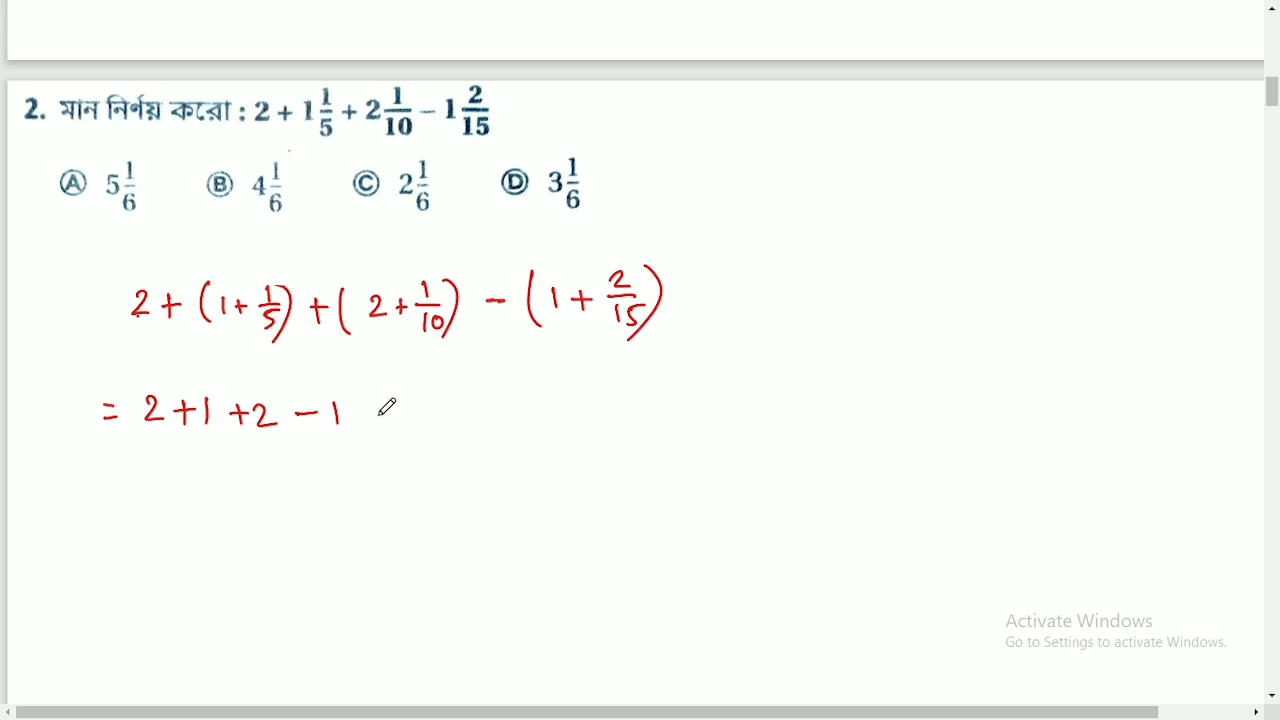 2. মান নির্ণয় করো : 2 + 1 1/5 + 2 1/10 − 1 2/15
Ⓐ 5 1/6 Ⓑ 4 1/6 Ⓒ 2 1/6 Ⓓ 3 1/6
2 + (1 + 1/5) + (2 + 1/10) − (1 + 2/15)
= 2 + 1 + 2 − 1
Activate Windows
Go to Settings to activate Windows.